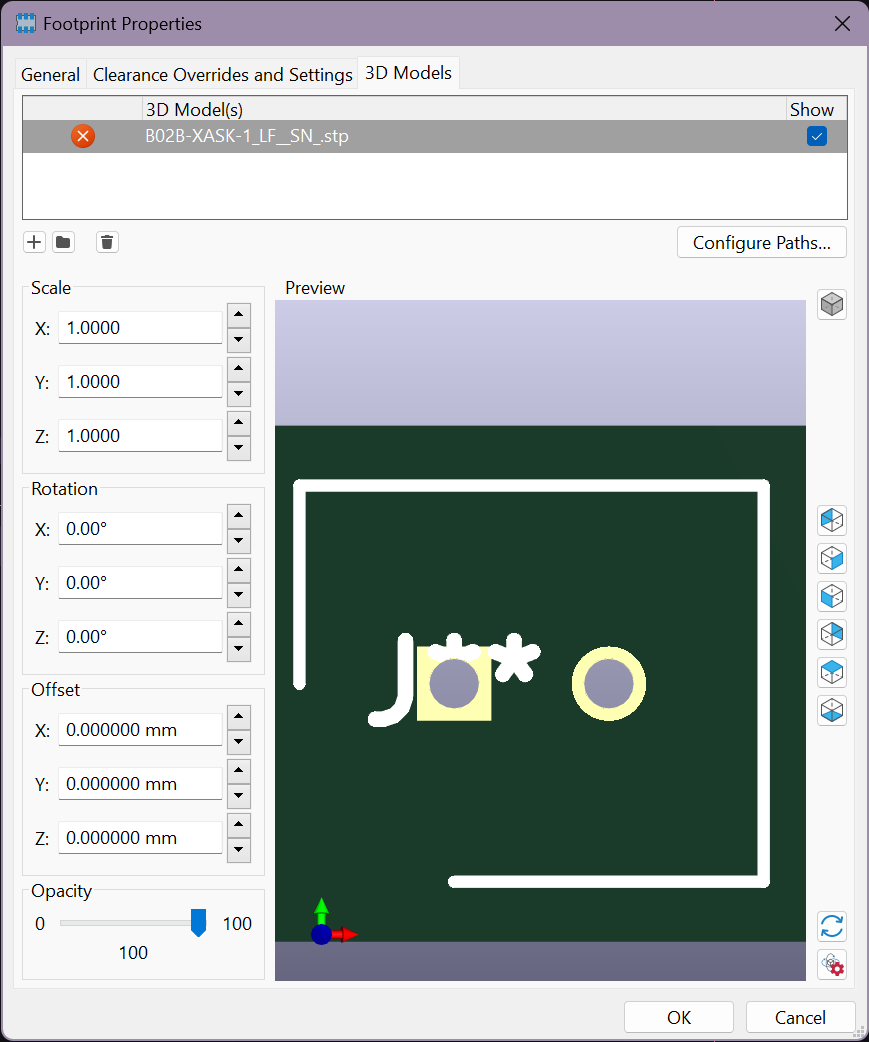 Footprint Properties
General Clearance Overrides and Settings 3D Models
3D Model(s) Show
B02B-XASK-1_LF__SN_.stp
Configure Paths...
Scale
X: 1.0000
Y: 1.0000
Z: 1.0000
Rotation
X: 0.00°
Y: 0.00°
Z: 0.00°
Offset
X: 0.000000 mm
Y: 0.000000 mm
Z: 0.000000 mm
Opacity
0 100
100
Preview
J**
OK Cancel